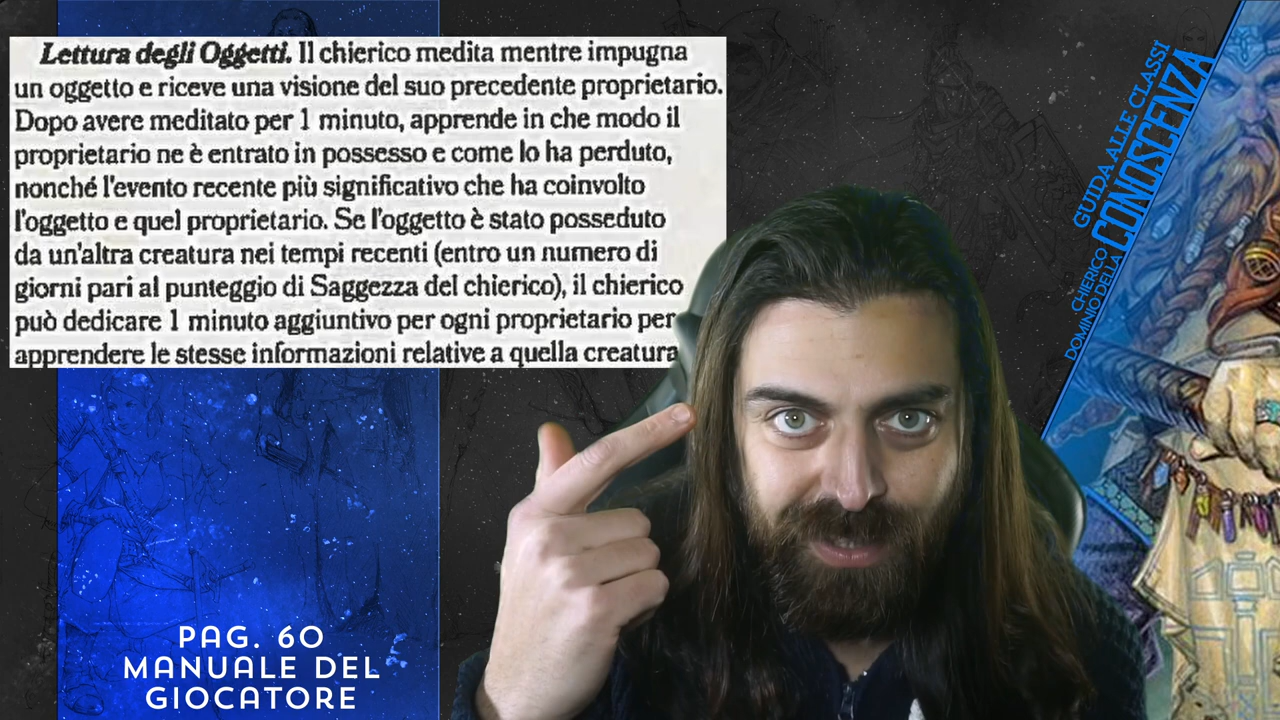 Lettura degli Oggetti. Il chierico medita mentre impugna
un oggetto e riceve una visione del suo precedente proprietario.
Dopo avere meditato per 1 minuto, apprende in che modo il
proprietario ne è entrato in possesso e come lo ha perduto,
nonché l'evento recente più significativo che ha coinvolto
l'oggetto e quel proprietario. Se l'oggetto è stato posseduto
da un'altra creatura nei tempi recenti (entro un numero di
giorni pari al punteggio di Saggezza del chierico), il chierico
può dedicare 1 minuto aggiuntivo per ogni proprietario per
apprendere le stesse informazioni relative a quella creatura
PAG. 60
MANUALE DEL
GIOCATORE
GUIDA ALLE CLASSI
CHIERICO
DOMINIO DELLA
CONOSCENZA